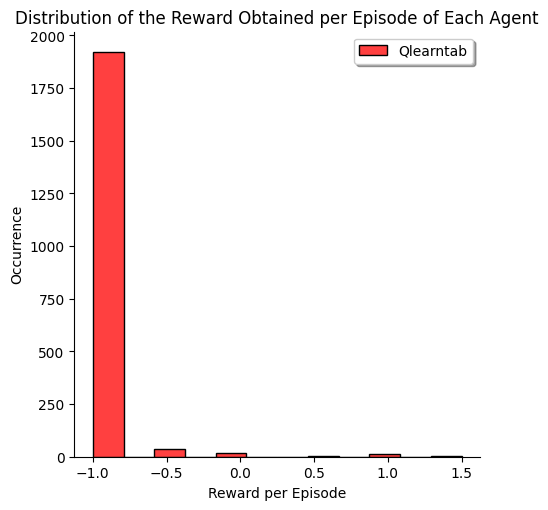 Distribution of the Reward Obtained per Episode of Each Agent
Qlearntab
2000
1750
1500
1250
1000
750
500
250
0
Occurrence
−1.0 −0.5 0.0 0.5 1.0 1.5
Reward per Episode